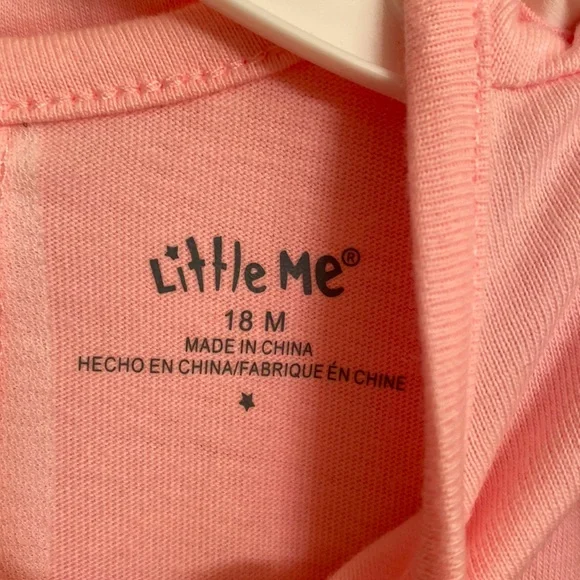 Little Me®
18 M
MADE IN CHINA
HECHO EN CHINA/FABRIQUE ÉN CHINE